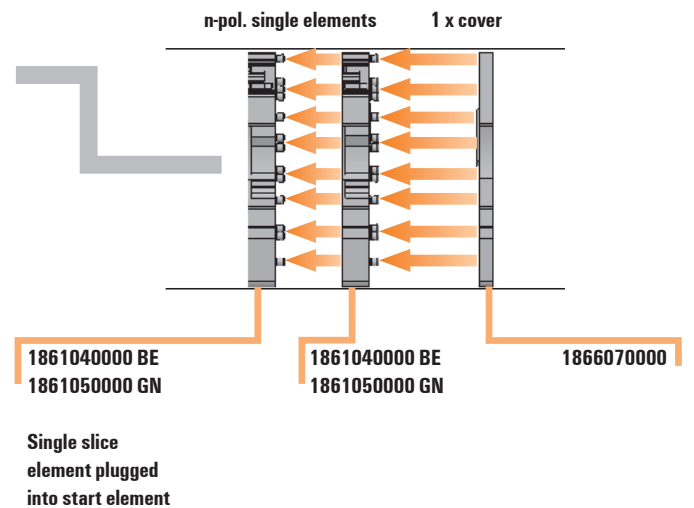 n-pol. single elements
1 x cover
1861040000 BE
1861050000 GN
1861040000 BE
1861050000 GN
1866070000
Single slice
element plugged
into start element